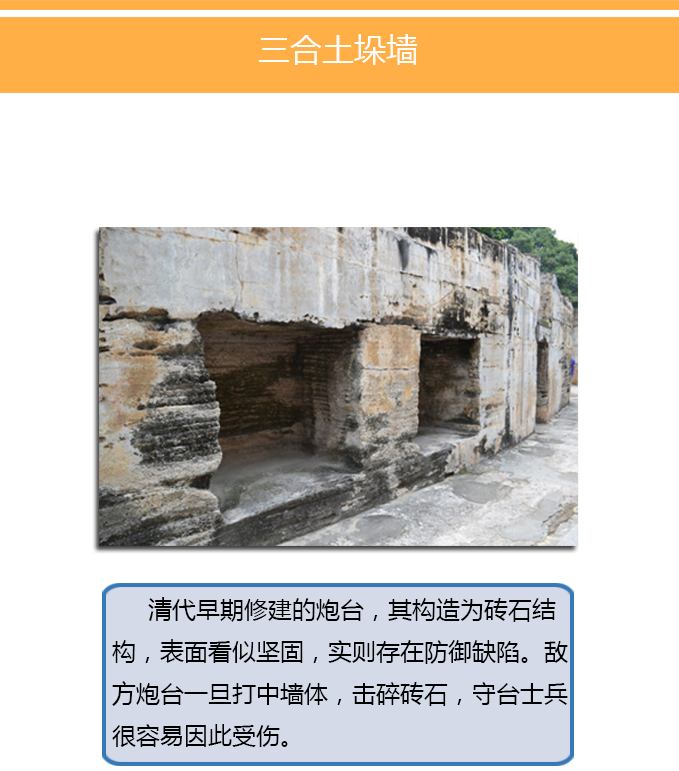 三合土垛墙
清代早期修建的炮台，其构造为砖石结
构，表面看似坚固，实则存在防御缺陷。敌
方炮台一旦打中墙体，击碎砖石，守台士兵
很容易因此受伤。